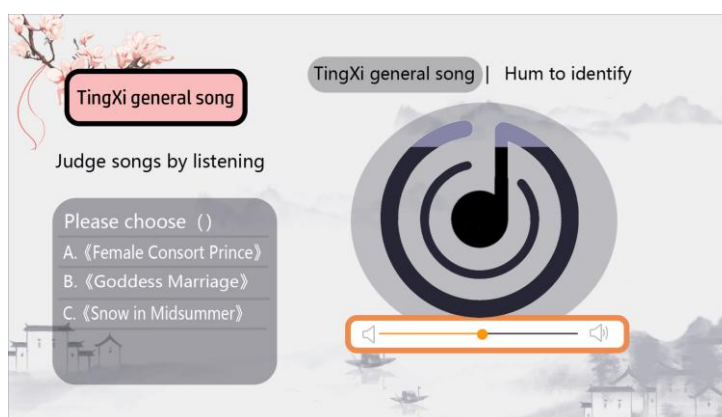 TingXi general song
Judge songs by listening
Please choose ()
A.《Female Consort Prince》
B.《Goddess Marriage》
C.《Snow in Midsummer》
TingXi general song | Hum to identify